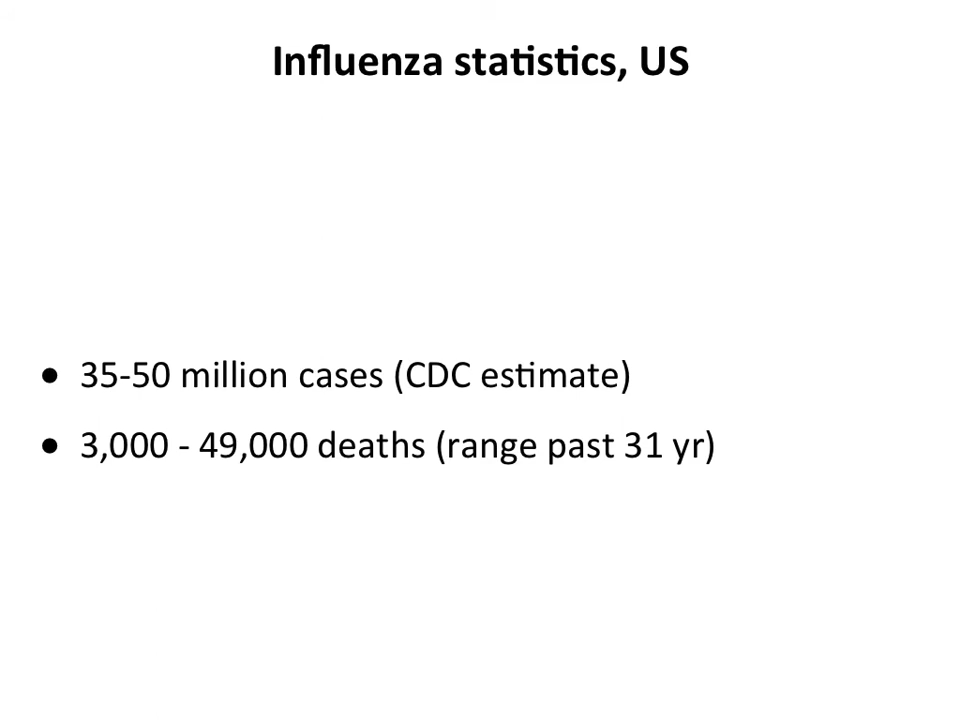 Influenza statistics, US
• 35-50 million cases (CDC estimate)
• 3,000 - 49,000 deaths (range past 31 yr)